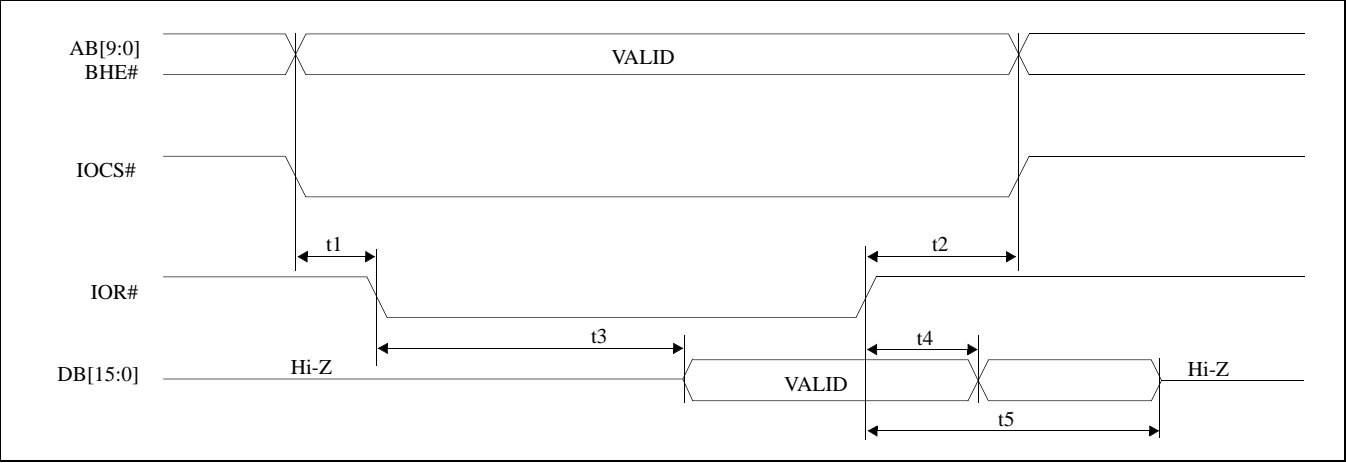 AB[9:0]
BHE#
VALID
IOCS#
t1
t2
IOR#
t3
t4
DB[15:0]
Hi-Z
VALID
Hi-Z
t5